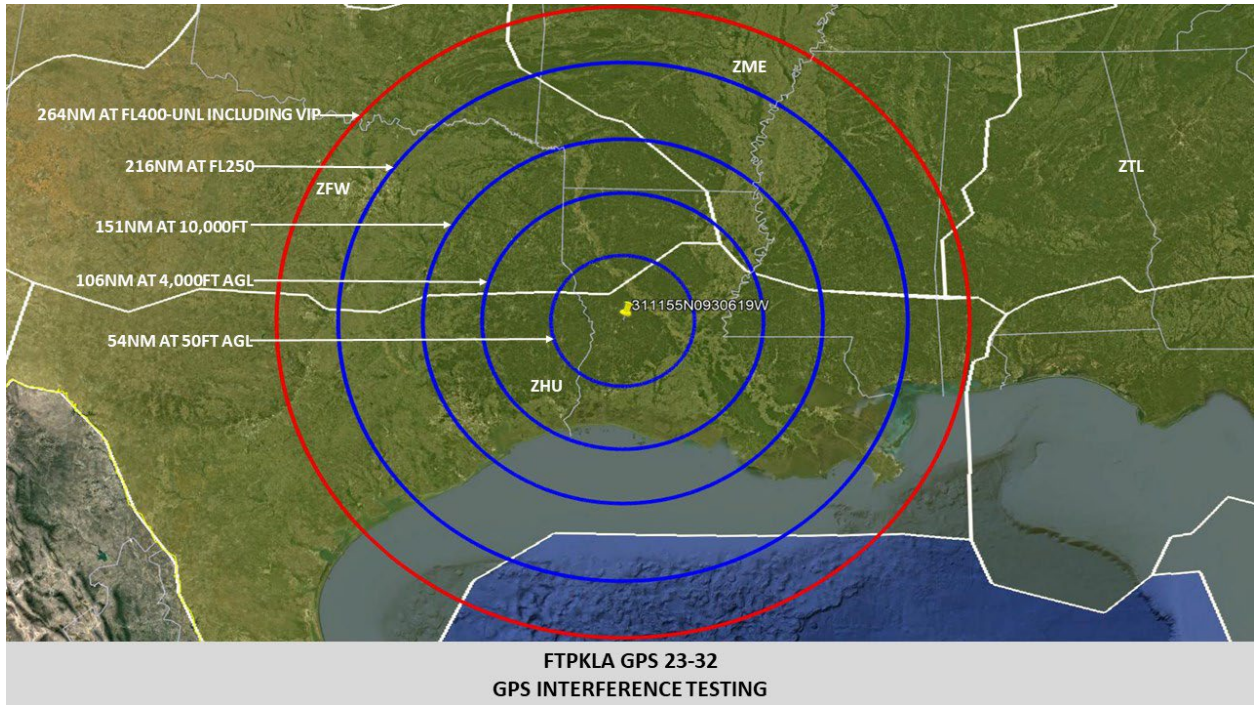 ZME
264NM AT FL400-UNL INCLUDING VIP
216NM AT FL250
ZTL
ZFW
151NM AT 10,000FT
106NM AT 4,000FT AGL
311155N0930619W
54NM AT 50FT AGL
ZHU
FTPKLA GPS 23-32
GPS INTERFERENCE TESTING